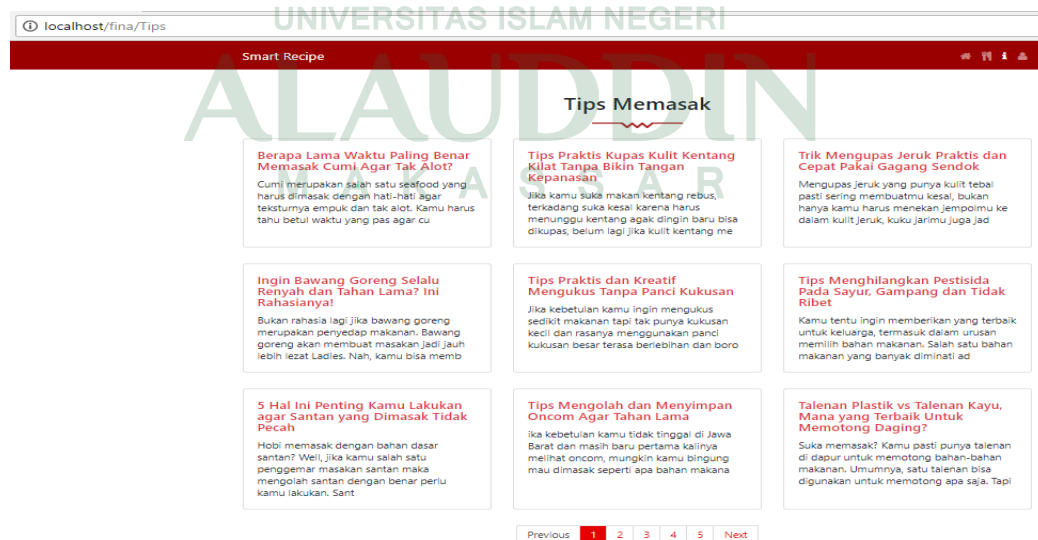 UNIVERSITAS ISLAM NEGERI
localhost/fina/Tips
Smart Recipe
ALAUDDIN
Tips Memasak
MAKASSAR
Berapa Lama Waktu Paling Benar
Memasak Cumi Agar Tak Alot?
Cumi merupakan salah satu seafood yang
harus dimasak dengan hati-hati agar
teksturnya empuk dan tak alot. Kamu harus
tahu betul waktu yang pas agar cu
Tips Praktis Kupas Kulit Kentang
Kilat Tanpa Bikin Tangan
Kepanasan
Jika kamu suka makan kentang rebus,
terkadang suka kesal karena harus
menunggu kentang agak dingin baru bisa
dikupas, belum lagi jika kulit kentang me
Trik Mengupas Jeruk Praktis dan
Cepat Pakai Gagang Sendok
Mengupas jeruk yang punya kulit tebal
pasti sering membuatmu kesal, bukan
hanya kamu harus menekan jempolmu ke
dalam kulit jeruk, kuku jarimu juga jad
Ingin Bawang Goreng Selalu
Renyah dan Tahan Lama? Ini
Rahasianya!
Bukan rahasia lagi jika bawang goreng
merupakan penyedap makanan. Bawang
goreng akan membuat masakan jadi jauh
lebih lezat Ladies. Nah, kamu bisa memb
Tips Praktis dan Kreatif
Mengukus Tanpa Panci Kukusan
Jika kebetulan kamu ingin mengukus
sedikit makanan tapi tak punya kukusan
kecil dan rasanya menggunakan panci
kukusan besar terasa berlebihan dan boro
Tips Menghilangkan Pestisida
Pada Sayur, Gampang dan Tidak
Ribet
Kamu tentu ingin memberikan yang terbaik
untuk keluarga, termasuk dalam urusan
memilih bahan makanan. Salah satu bahan
makanan yang banyak diminati ad
5 Hal Ini Penting Kamu Lakukan
agar Santan yang Dimasak Tidak
Pecah
Hobi memasak dengan bahan dasar
santan? Well, jika kamu salah satu
penggemar masakan santan maka
mengolah santan dengan benar perlu
kamu lakukan. Sant
Tips Mengolah dan Menyimpan
Oncom Agar Tahan Lama
ika kebetulan kamu tidak tinggal di Jawa
Barat dan masih baru pertama kalinya
melihat oncom, mungkin kamu bingung
mau dimasak seperti apa bahan makana
Talenan Plastik vs Talenan Kayu,
Mana yang Terbaik Untuk
Memotong Daging?
Suka memasak? Kamu pasti punya talenan
di dapur untuk memotong bahan-bahan
makanan. Umumnya, satu talenan bisa
digunakan untuk memotong apa saja. Tapi
Previous 1 2 3 4 5 Next